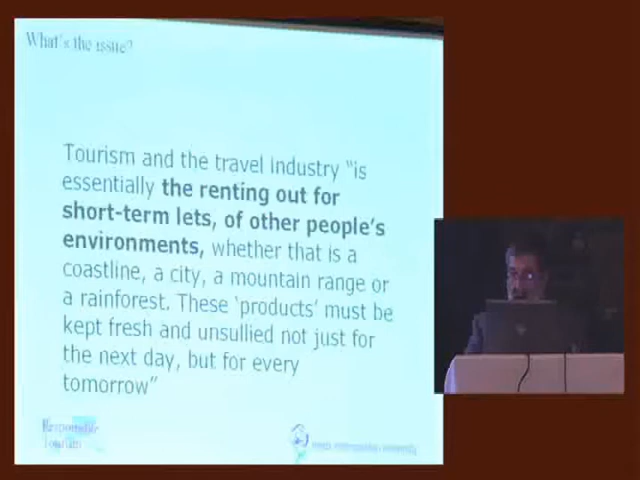 What's the issue?
Tourism and the travel industry "is
essentially the renting out for
short-term lets, of other people's
environments, whether that is a
coastline, a city, a mountain range or
a rainforest. These 'products' must be
kept fresh and unsullied not just for
the next day, but for every
tomorrow"
Responsible
Tourism